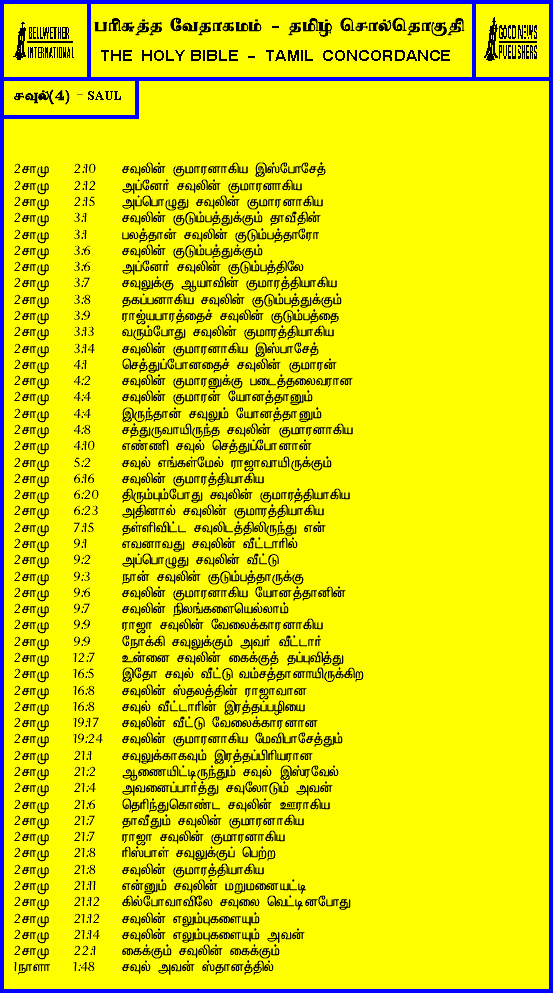 BELLWETHER
INTERNATIONAL
பரிசுத்த வேதாகமம் - தமிழ் சொல்தொகுதி
THE HOLY BIBLE - TAMIL CONCORDANCE
GOOD NEWS
PUBLISHERS
சவுல்(4) - SAUL
2சாமு 2:10 சவுலின் குமாரனாகிய இஸ்போசேத்
2சாமு 2:12 அப்னேர் சவுலின் குமாரனாகிய
2சாமு 2:15 அப்பொழுது சவுலின் குமாரனாகிய
2சாமு 3:1 சவுலின் குடும்பத்துக்கும் தாவீதின்
2சாமு 3:1 பலத்தான் சவுலின் குடும்பத்தாரோ
2சாமு 3:6 சவுலின் குடும்பத்துக்கும்
2சாமு 3:6 அப்னேர் சவுலின் குடும்பத்திலே
2சாமு 3:7 சவுலுக்கு ஆயாவின் குமாரத்தியாகிய
2சாமு 3:8 தகப்பனாகிய சவுலின் குடும்பத்துக்கும்
2சாமு 3:9 ராஜ்யபாரத்தைச் சவுலின் குடும்பத்தை
2சாமு 3:13 வரும்போது சவுலின் குமாரத்தியாகிய
2சாமு 3:14 சவுலின் குமாரனாகிய இஸ்பாசேத்
2சாமு 4:1 செத்துப்போனதைச் சவுலின் குமாரன்
2சாமு 4:2 சவுலின் குமாரனுக்கு படைத்தலைவரான
2சாமு 4:4 சவுலின் குமாரன் யோனத்தானும்
2சாமு 4:4 இருந்தான் சவுலும் யோனத்தானும்
2சாமு 4:8 சத்துருவாயிருந்த சவுலின் குமாரனாகிய
2சாமு 4:10 எண்ணி சவுல் செத்துப்போனான்
2சாமு 5:2 சவுல் எங்கள்மேல் ராஜாவாயிருக்கும்
2சாமு 6:16 சவுலின் குமாரத்தியாகிய
2சாமு 6:20 திரும்பும்போது சவுலின் குமாரத்தியாகிய
2சாமு 6:23 அதினால் சவுலின் குமாரத்தியாகிய
2சாமு 7:15 தள்ளிவிட்ட சவுலிடத்திலிருந்து என்
2சாமு 9:1 எவனாவது சவுலின் வீட்டாரில்
2சாமு 9:2 அப்பொழுது சவுலின் வீட்டு
2சாமு 9:3 நான் சவுலின் குடும்பத்தாருக்கு
2சாமு 9:6 சவுலின் குமாரனாகிய யோனத்தானின்
2சாமு 9:7 சவுலின் நிலங்களையெல்லாம்
2சாமு 9:9 ராஜா சவுலின் வேலைக்காரனாகிய
2சாமு 9:9 நோக்கி சவுலுக்கும் அவர் வீட்டார்
2சாமு 12:7 உன்னை சவுலின் கைக்குத் தப்புவித்து
2சாமு 16:5 இதோ சவுல் வீட்டு வம்சத்தானாயிருக்கிற
2சாமு 16:8 சவுலின் ஸ்தலத்தின் ராஜாவான
2சாமு 16:8 சவுல் வீட்டாரின் இரத்தப்பழியை
2சாமு 19:17 சவுலின் வீட்டு வேலைக்காரனான
2சாமு 19:24 சவுலின் குமாரனாகிய மேவிபாசேத்தும்
2சாமு 21:1 சவுலுக்காகவும் இரத்தப்பிரியரான
2சாமு 21:2 ஆணையிட்டிருந்தும் சவுல் இஸ்ரவேல்
2சாமு 21:4 அவனைப்பார்த்து சவுலோடும் அவன்
2சாமு 21:6 தெரிந்துகொண்ட சவுலின் ஊராகிய
2சாமு 21:7 தாவீதும் சவுலின் குமாரனாகிய
2சாமு 21:7 ராஜா சவுலின் குமாரனாகிய
2சாமு 21:8 ரிஸ்பாள் சவுலுக்குப் பெற்ற
2சாமு 21:8 சவுலின் குமாரத்தியாகிய
2சாமு 21:11 என்னும் சவுலின் மறுமனையட்டி
2சாமு 21:12 கில்போவாவிலே சவுலை வெட்டினபோது
2சாமு 21:12 சவுலின் எலும்புகளையும்
2சாமு 21:14 சவுலின் எலும்புகளையும் அவன்
2சாமு 22:1 கைக்கும் சவுலின் கைக்கும்
1நாளா 1:48 சவுல் அவன் ஸ்தானத்தில்